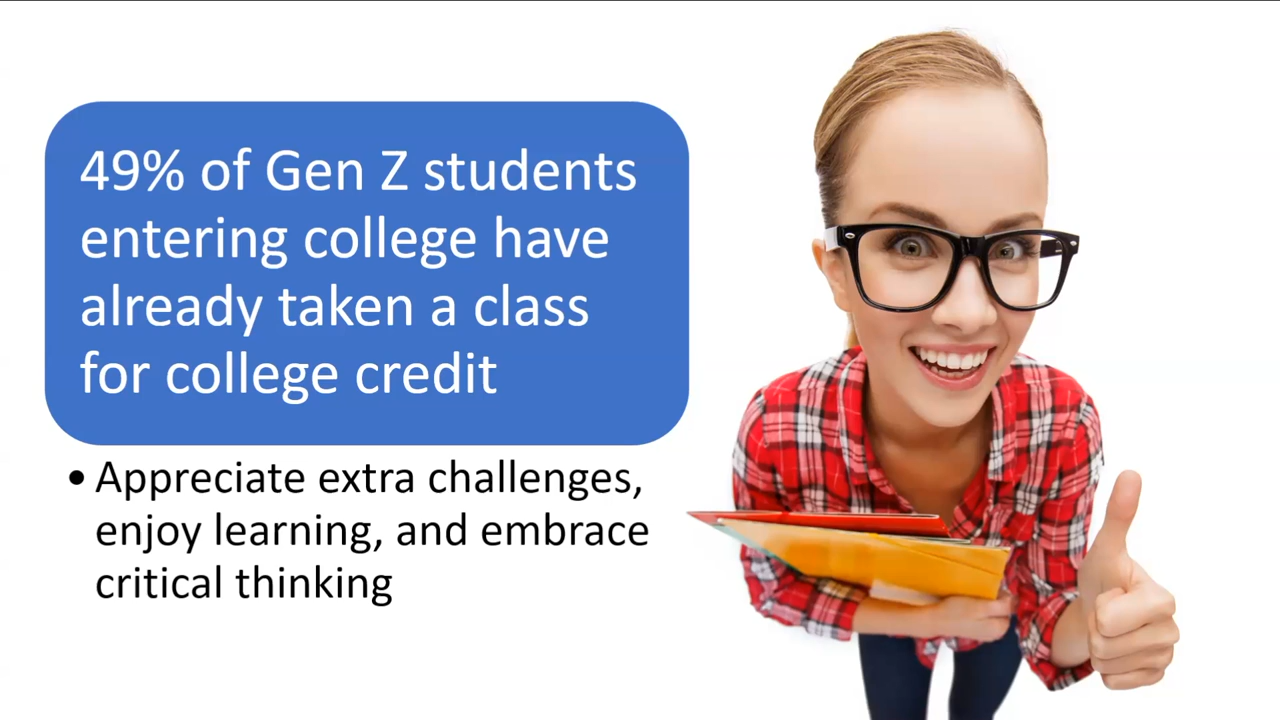 49% of Gen Z students
entering college have
already taken a class
for college credit
• Appreciate extra challenges,
enjoy learning, and embrace
critical thinking